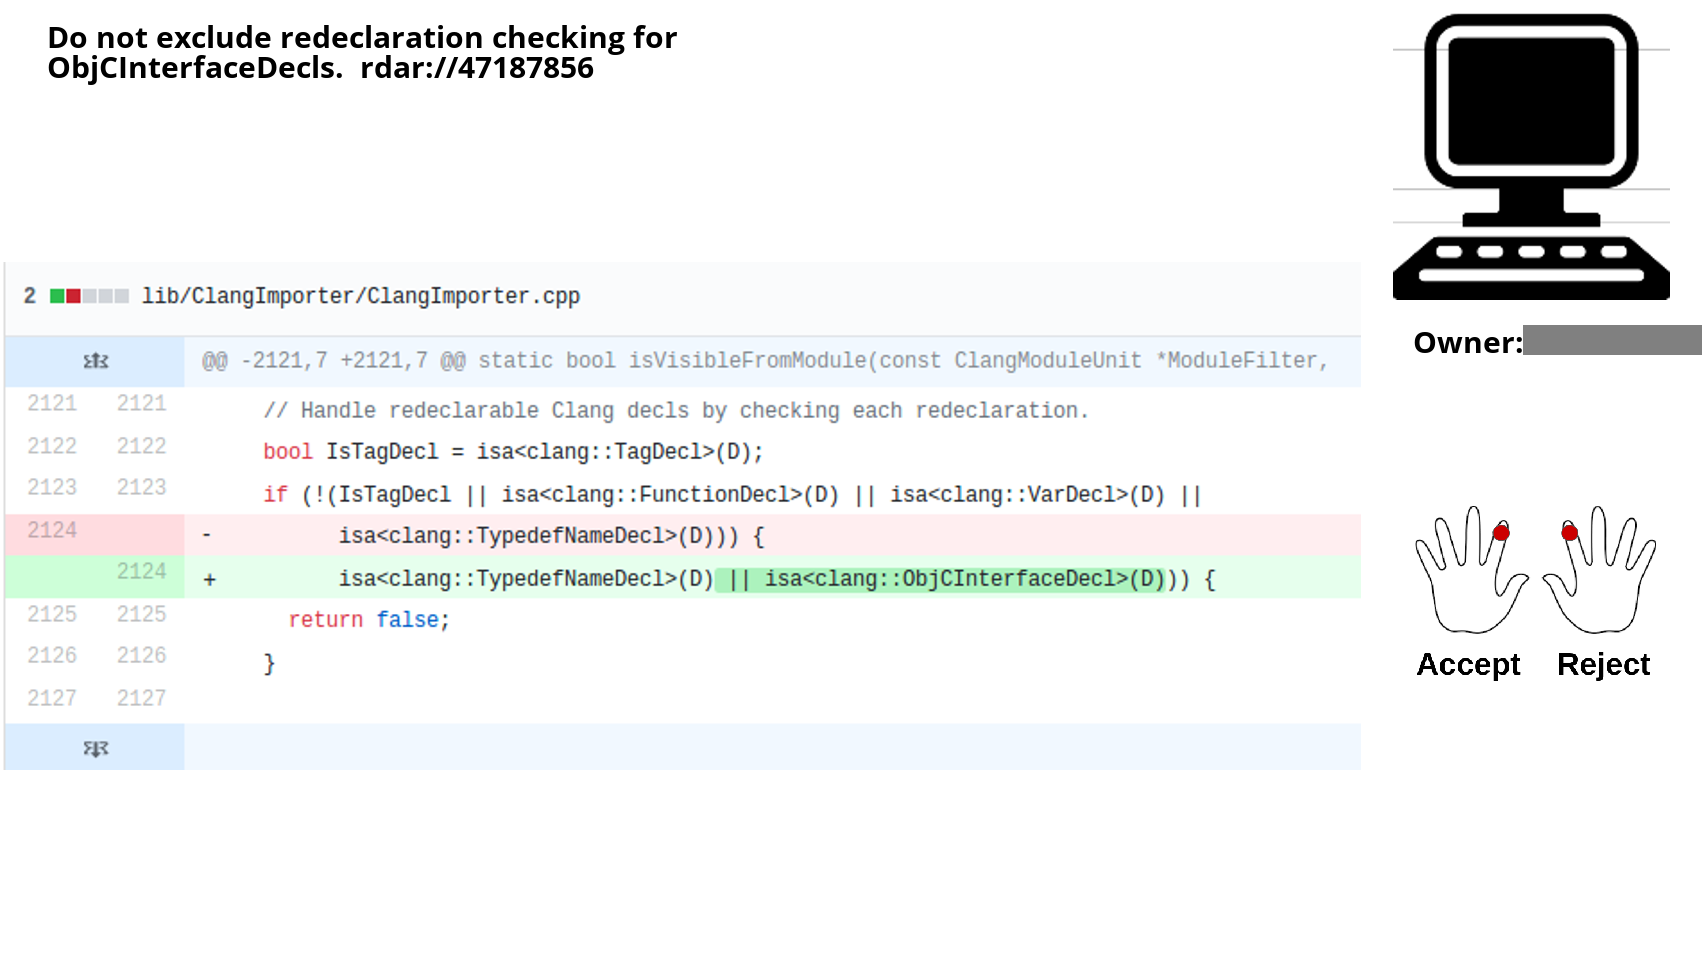 Do not exclude redeclaration checking for
ObjCInterfaceDecls.  rdar://47187856
Owner:
2 lib/ClangImporter/ClangImporter.cpp
@@ -2121,7 +2121,7 @@ static bool isVisibleFromModule(const ClangModuleUnit *ModuleFilter,
2121 2121 // Handle redeclarable Clang decls by checking each redeclaration.
2122 2122 bool IsTagDecl = isa<clang::TagDecl>(D);
2123 2123 if (!(IsTagDecl || isa<clang::FunctionDecl>(D) || isa<clang::VarDecl>(D) ||
2124 - isa<clang::TypedefNameDecl>(D))) {
2124 + isa<clang::TypedefNameDecl>(D) || isa<clang::ObjCInterfaceDecl>(D))) {
2125 2125 return false;
2126 2126 }
2127 2127
Accept Reject